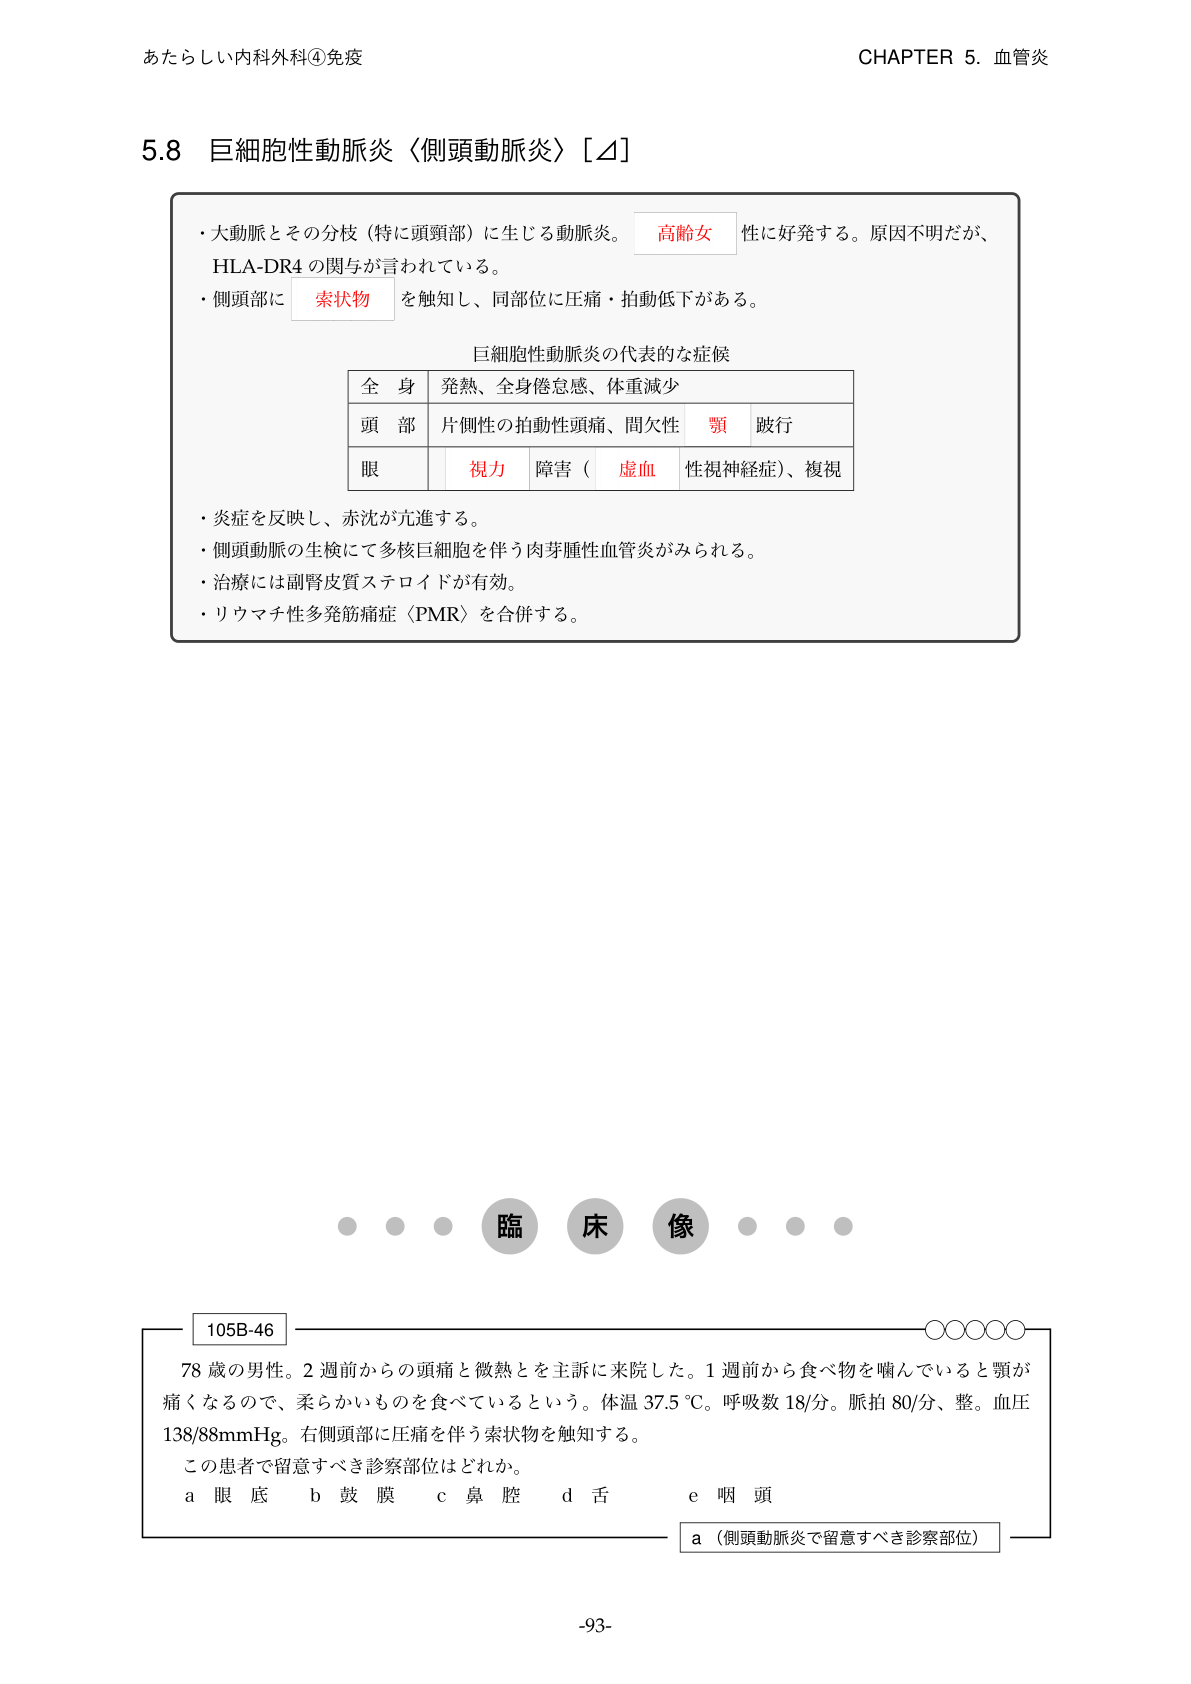 あたらしい内科外科④免疫
CHAPTER 5. 血管炎
5.8 巨細胞性動脈炎〈側頭動脈炎〉[⊿]
・大動脈とその分枝（特に頭頸部）に生じる動脈炎。 高齢女 性に好発する。原因不明だが、
HLA-DR4 の関与が言われている。
・側頭部に 索状物 を触知し、同部位に圧痛・拍動低下がある。
巨細胞性動脈炎の代表的な症候
全 身 発熱、全身倦怠感、体重減少
頭 部 片側性の拍動性頭痛、間欠性 顎 跛行
眼 視力 障害（ 虚血 性視神経症）、複視
・炎症を反映し、赤沈が亢進する。
・側頭動脈の生検にて多核巨細胞を伴う肉芽腫性血管炎がみられる。
・治療には副腎皮質ステロイドが有効。
・リウマチ性多発筋痛症〈PMR〉を合併する。
臨 床 像
105B-46
78 歳の男性。2 週前からの頭痛と微熱とを主訴に来院した。1 週前から食べ物を噛んでいると顎が
痛くなるので、柔らかいものを食べているという。体温 37.5 ℃。呼吸数 18/分。脈拍 80/分、整。血圧
138/88mmHg。右側頭部に圧痛を伴う索状物を触知する。
この患者で留意すべき診察部位はどれか。
a 眼 底 b 鼓 膜 c 鼻 腔 d 舌 e 咽 頭
a （側頭動脈炎で留意すべき診察部位）
-93-